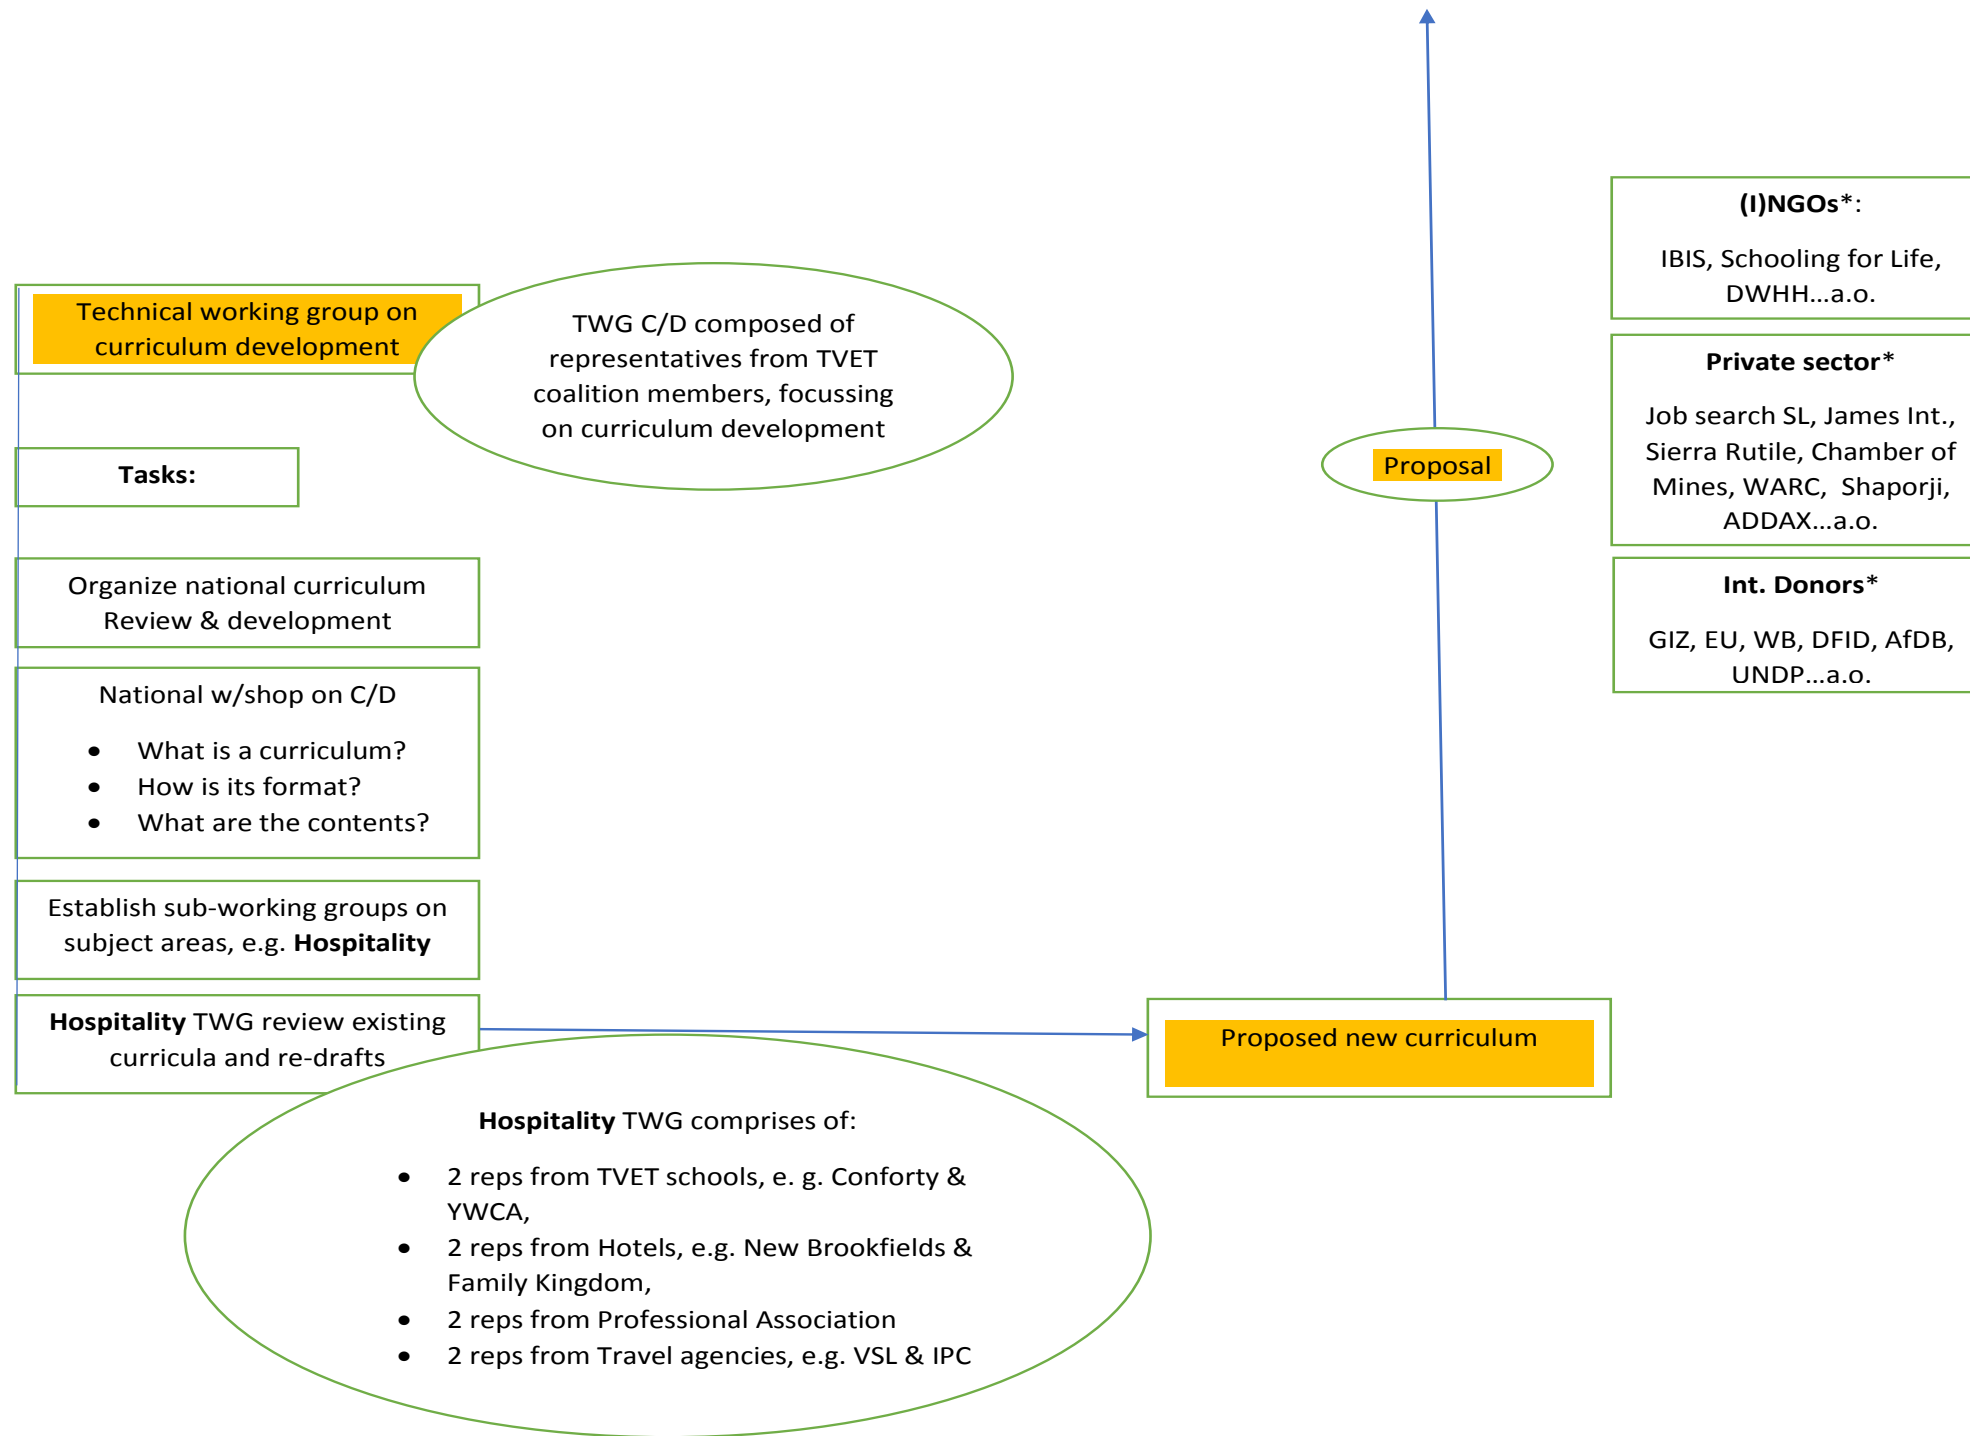 Technical working group on
curriculum development
TWG C/D composed of
representatives from TVET
coalition members, focussing
on curriculum development
Tasks:
Organize national curriculum
Review & development
National w/shop on C/D
• What is a curriculum?
• How is its format?
• What are the contents?
Establish sub-working groups on
subject areas, e.g. Hospitality
Hospitality TWG review existing
curricula and re-drafts
Hospitality TWG comprises of:
• 2 reps from TVET schools, e. g. Conforty &
YWCA,
• 2 reps from Hotels, e.g. New Brookfields &
Family Kingdom,
• 2 reps from Professional Association
• 2 reps from Travel agencies, e.g. VSL & IPC
Proposed new curriculum
Proposal
(I)NGOs*:
IBIS, Schooling for Life,
DWHH...a.o.
Private sector*
Job search SL, James Int.,
Sierra Rutile, Chamber of
Mines, WARC, Shaporji,
ADDAX...a.o.
Int. Donors*
GIZ, EU, WB, DFID, AfDB,
UNDP...a.o.